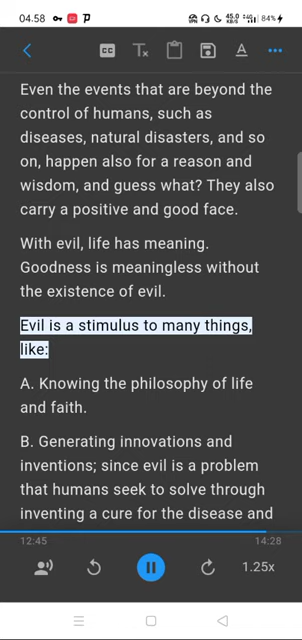 04.58
45.0
KB/S
84%
Even the events that are beyond the
control of humans, such as
diseases, natural disasters, and so
on, happen also for a reason and
wisdom, and guess what? They also
carry a positive and good face.
With evil, life has meaning.
Goodness is meaningless without
the existence of evil.
Evil is a stimulus to many things,
like:
A. Knowing the philosophy of life
and faith.
B. Generating innovations and
inventions; since evil is a problem
that humans seek to solve through
inventing a cure for the disease and
12:45
14:28
1.25x